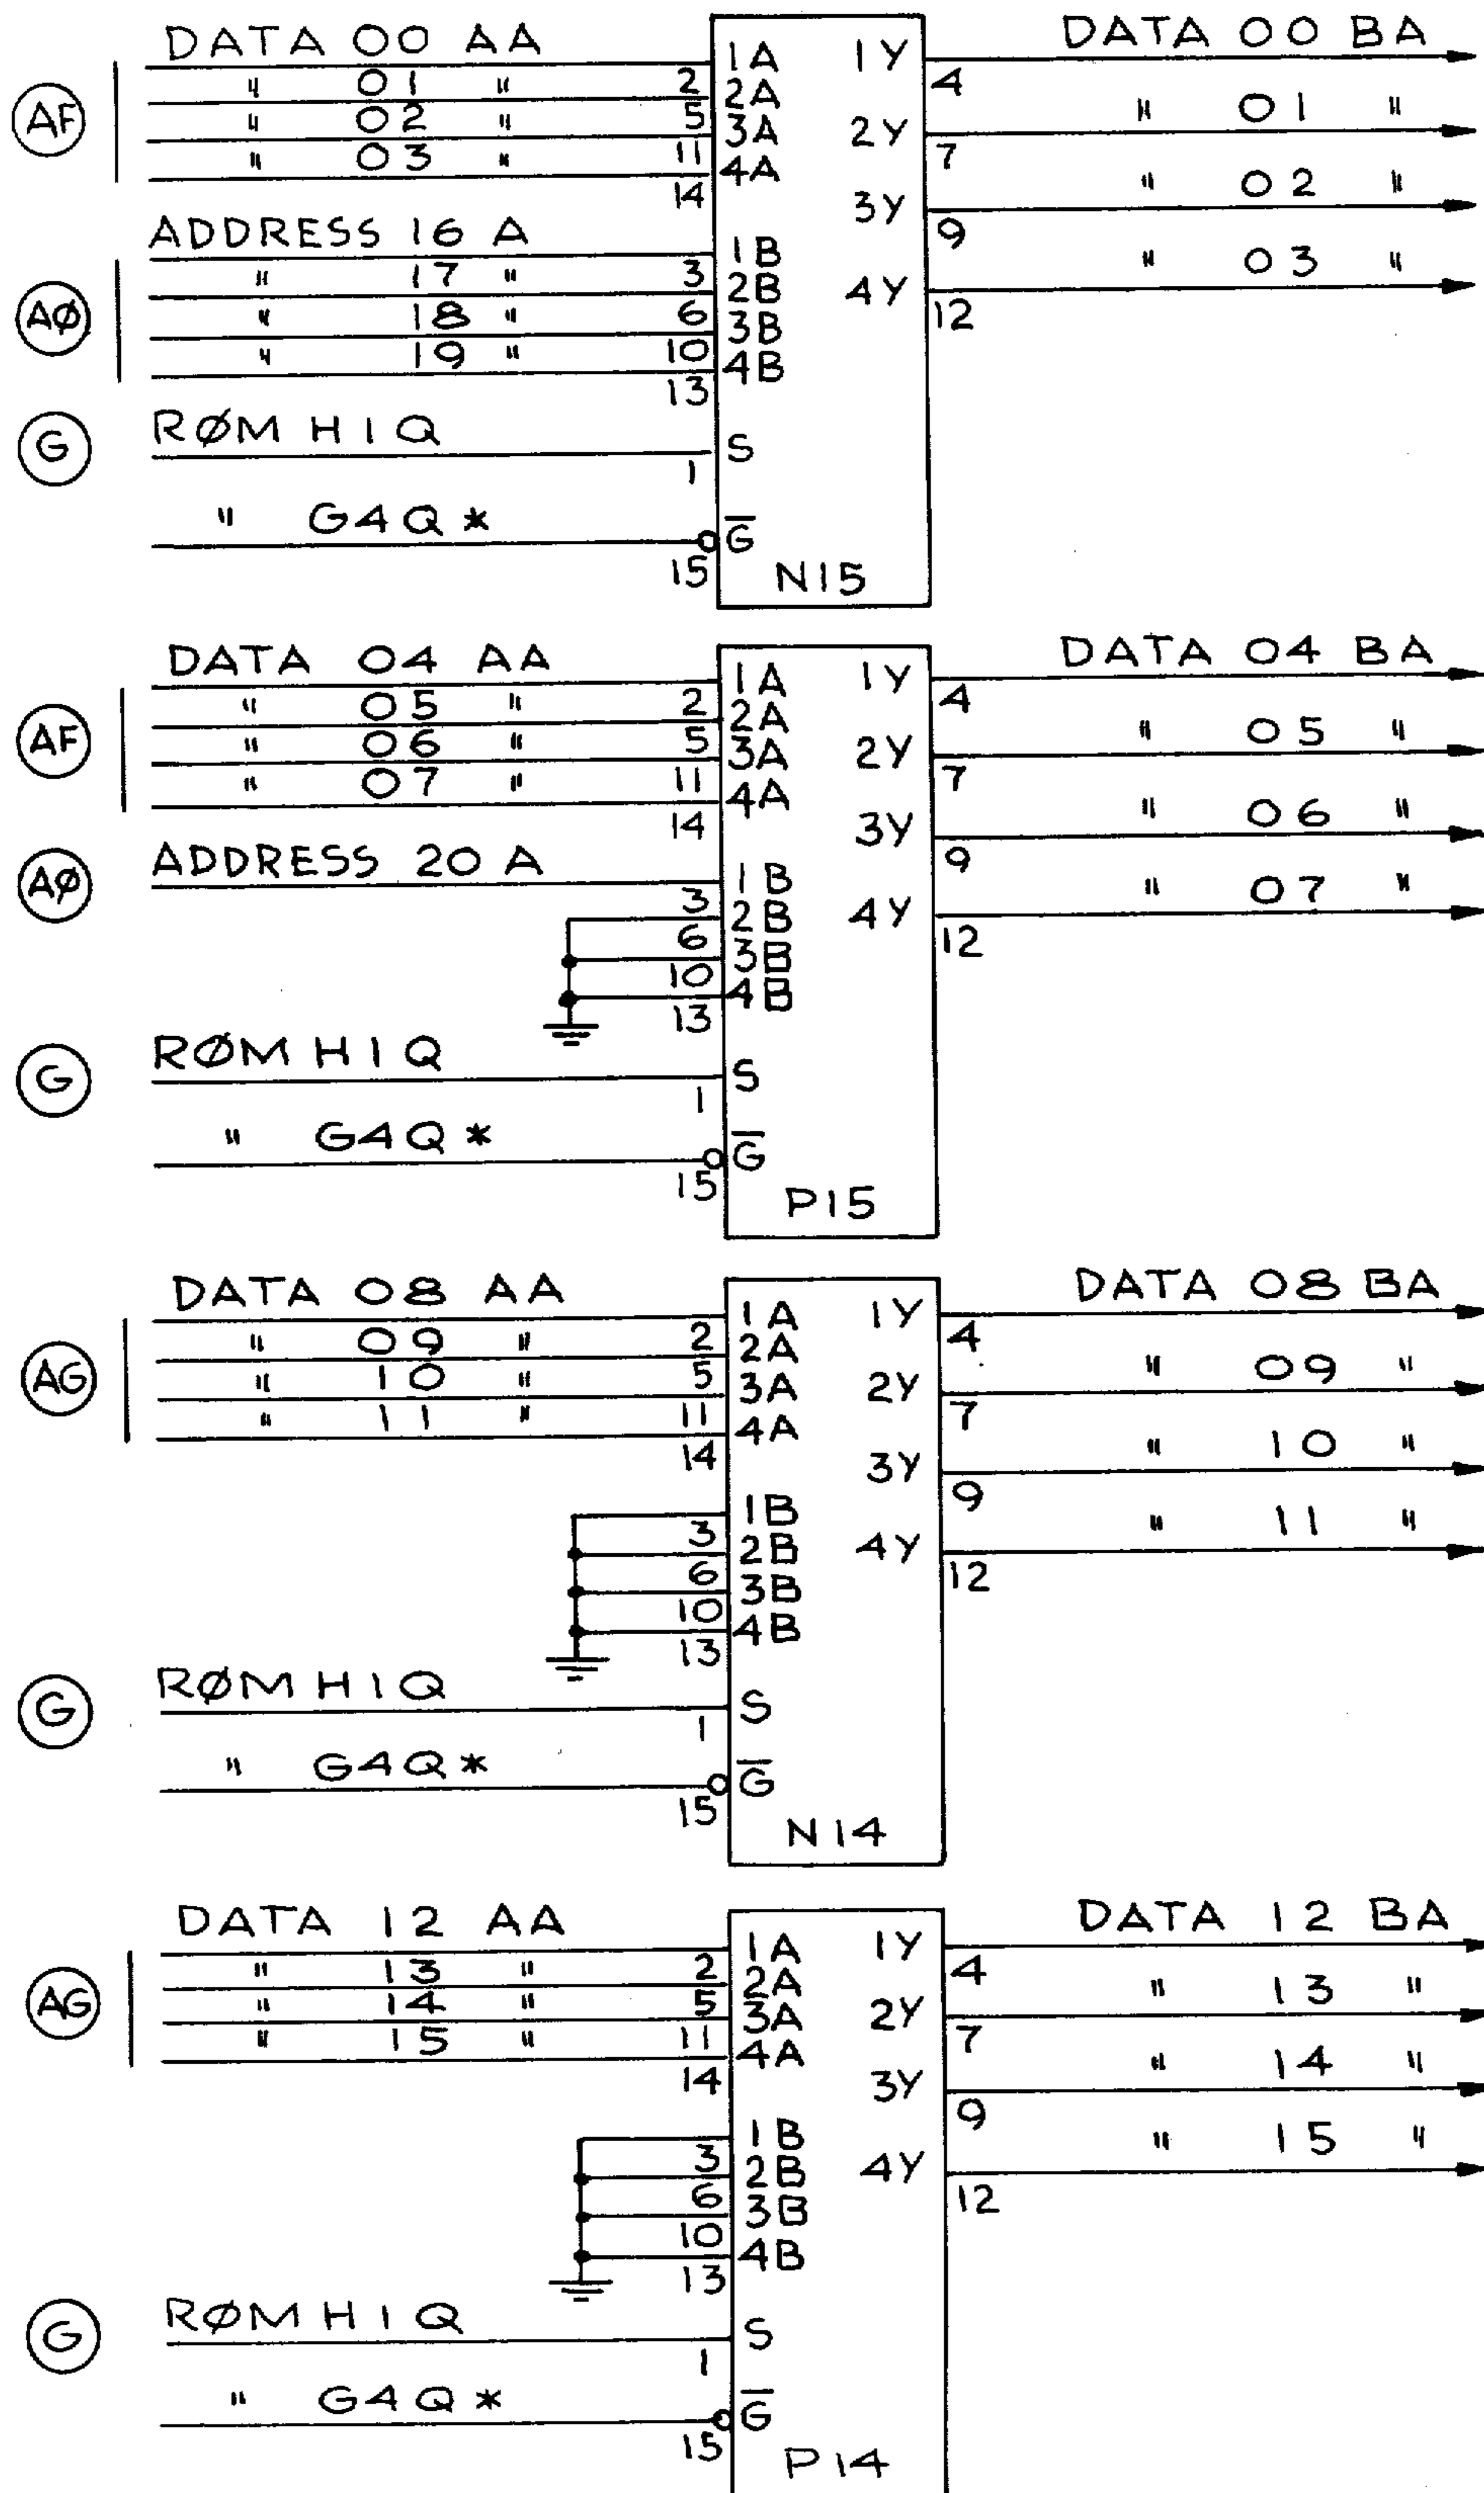 DATA 00 AA
" 01 "
" 02 "
" 03 "
AF
2
5
11
14
1A
2A
3A
4A
ADDRESS 16 A
" 17 "
" 18 "
" 19 "
AØ
3
6
10
13
1B
2B
3B
4B
G
RØM H1Q
1
S
" G4Q*
15
G̅
N15
1Y
2Y
3Y
4Y
4
7
9
12
DATA 00 BA
" 01 "
" 02 "
" 03 "
DATA 04 AA
" 05 "
" 06 "
" 07 "
AF
2
5
11
14
1A
2A
3A
4A
ADDRESS 20 A
AØ
3
6
10
13
1B
2B
3B
4B
G
RØM H1Q
1
S
" G4Q*
15
G̅
P15
1Y
2Y
3Y
4Y
4
7
9
12
DATA 04 BA
" 05 "
" 06 "
" 07 "
DATA 08 AA
" 09 "
" 10 "
" 11 "
AG
2
5
11
14
1A
2A
3A
4A
3
6
10
13
1B
2B
3B
4B
G
RØM H1Q
1
S
" G4Q*
15
G̅
N14
1Y
2Y
3Y
4Y
4
7
9
12
DATA 08 BA
" 09 "
" 10 "
" 11 "
DATA 12 AA
" 13 "
" 14 "
" 15 "
AG
2
5
11
14
1A
2A
3A
4A
3
6
10
13
1B
2B
3B
4B
G
RØM H1Q
1
S
" G4Q*
15
G̅
P14
1Y
2Y
3Y
4Y
4
7
9
12
DATA 12 BA
" 13 "
" 14 "
" 15 "